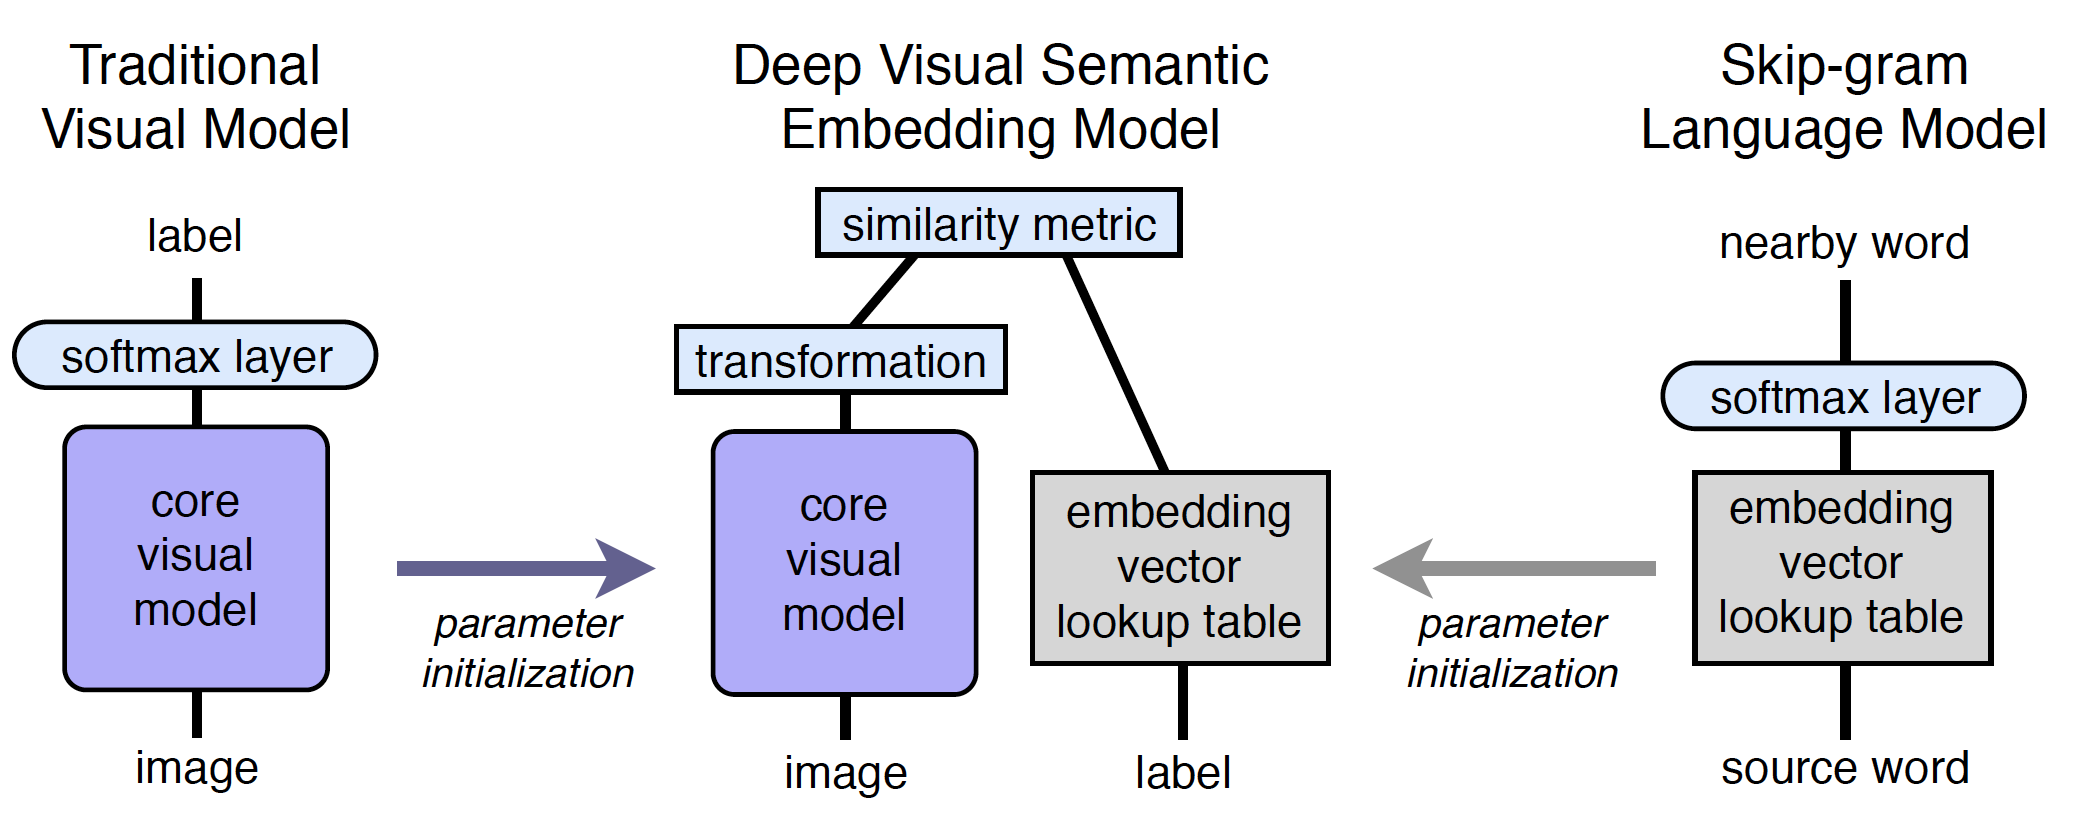 Traditional
Visual Model
label
softmax layer
core
visual
model
image
parameter
initialization
Deep Visual Semantic
Embedding Model
similarity metric
transformation
core
visual
model
image
embedding
vector
lookup table
label
parameter
initialization
Skip-gram
Language Model
nearby word
softmax layer
embedding
vector
lookup table
source word